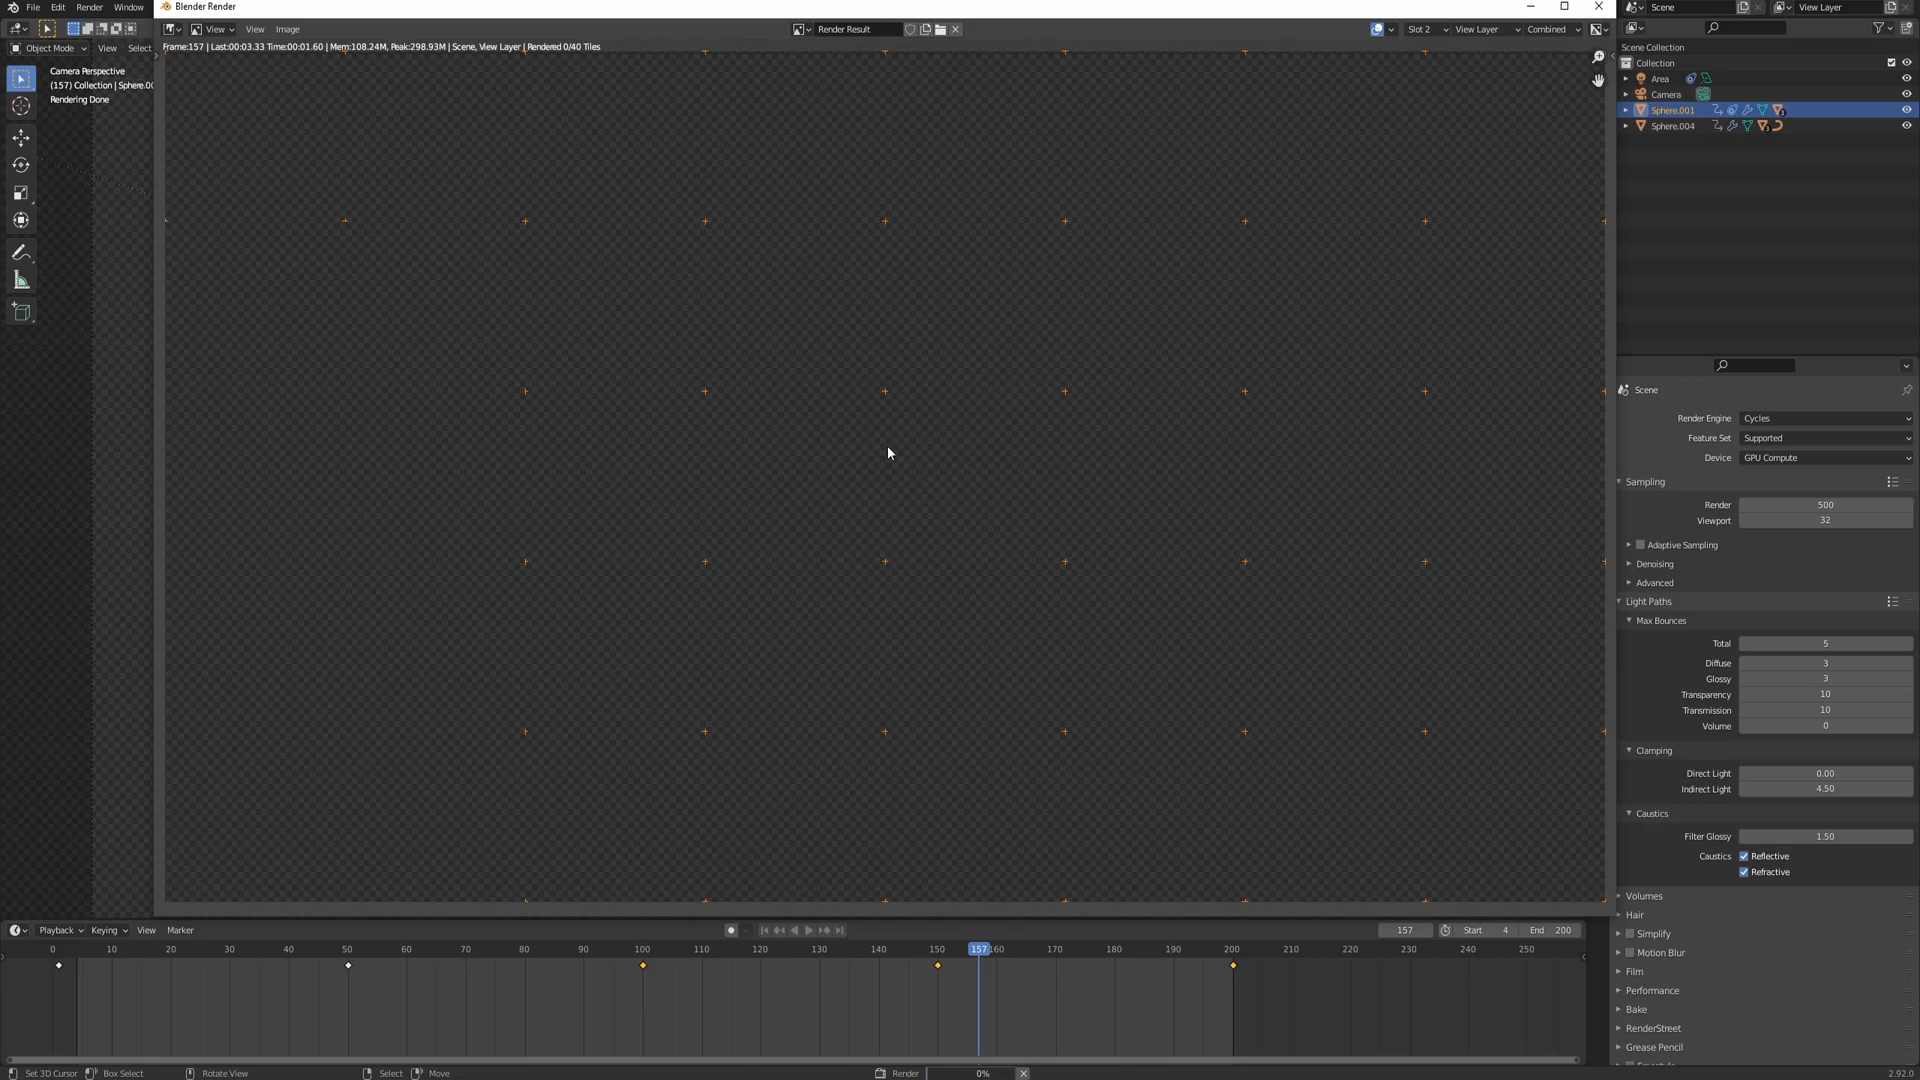 File Edit Render Window
Blender Render
Scene
View Layer
Object Mode View Select
View View Image
Render Result
Slot 2 View Layer Combined
Frame:157 | Last:00:03.33 Time:00:01.60 | Mem:108.24M, Peak:298.93M | Scene, View Layer | Rendered 0/40 Tiles
Camera Perspective
(157) Collection | Sphere.00
Rendering Done
Scene Collection
Collection
Area
Camera
Sphere.001
Sphere.004
Scene
Render Engine Cycles
Feature Set Supported
Device GPU Compute
Sampling
Render 500
Viewport 32
Adaptive Sampling
Denoising
Advanced
Light Paths
Max Bounces
Total 5
Diffuse 3
Glossy 3
Transparency 10
Transmission 10
Volume 0
Clamping
Direct Light 0.00
Indirect Light 4.50
Caustics
Filter Glossy 1.50
Caustics Reflective
Refractive
Volumes
Hair
Simplify
Motion Blur
Film
Performance
Bake
RenderStreet
Grease Pencil
Playback Keying View Marker
157 Start 4 End 200
0 10 20 30 40 50 60 70 80 90 100 110 120 130 140 150 157 160 170 180 190 200 210 220 230 240 250
Set 3D Cursor Box Select Rotate View Select Move
Render 0%
2.92.0